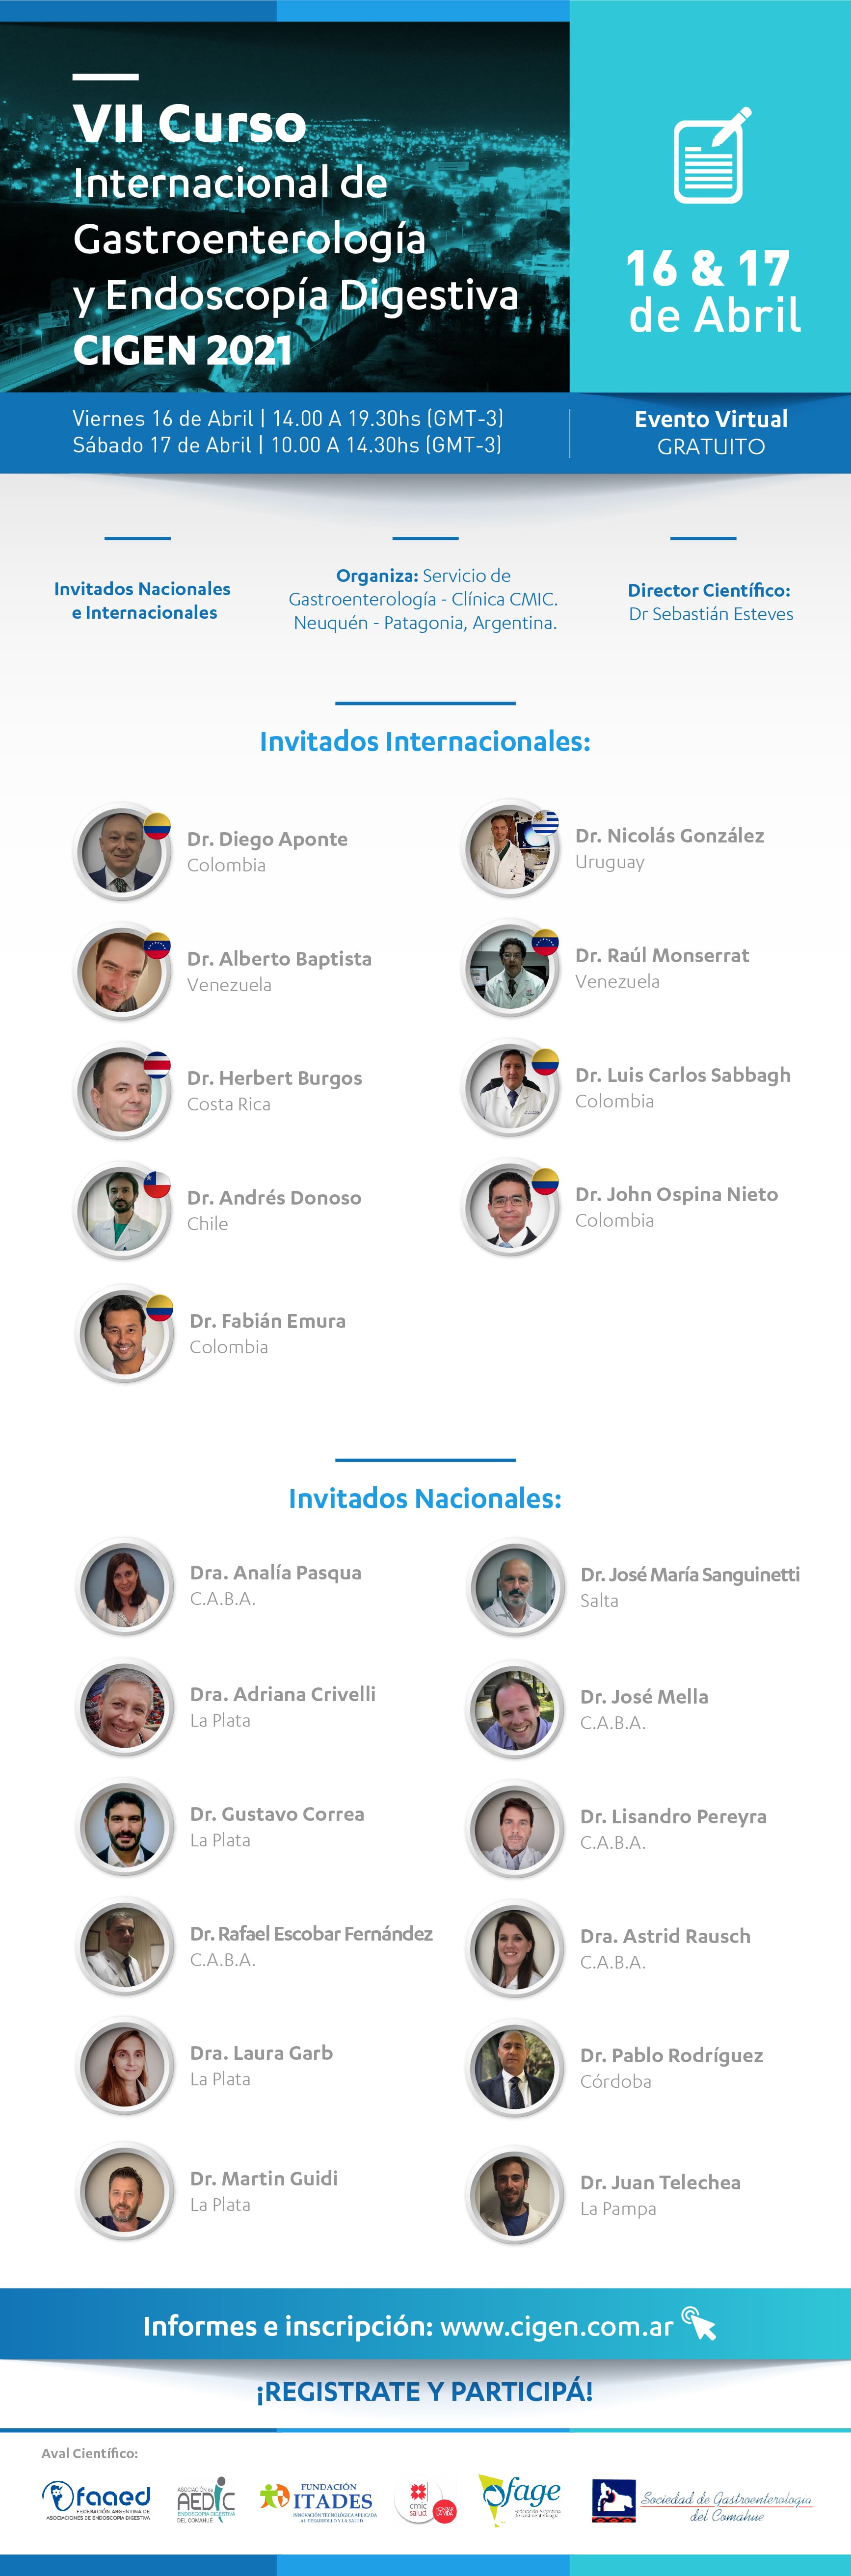 VII Curso
Internacional de
Gastroenterología
y Endoscopía Digestiva
CIGEN 2021
16 & 17
de Abril
Viernes 16 de Abril | 14.00 A 19.30hs (GMT-3)
Sábado 17 de Abril | 10.00 A 14.30hs (GMT-3)
Evento Virtual
GRATUITO
Invitados Nacionales
e Internacionales
Organiza: Servicio de
Gastroenterología - Clínica CMIC.
Neuquén - Patagonia, Argentina.
Director Científico:
Dr Sebastián Esteves
Invitados Internacionales:
Dr. Diego Aponte
Colombia
Dr. Nicolás González
Uruguay
Dr. Alberto Baptista
Venezuela
Dr. Raúl Monserrat
Venezuela
Dr. Herbert Burgos
Costa Rica
Dr. Luis Carlos Sabbagh
Colombia
Dr. Andrés Donoso
Chile
Dr. John Ospina Nieto
Colombia
Dr. Fabián Emura
Colombia
Invitados Nacionales:
Dra. Analía Pasqua
C.A.B.A.
Dr. José María Sanguinetti
Salta
Dra. Adriana Crivelli
La Plata
Dr. José Mella
C.A.B.A.
Dr. Gustavo Correa
La Plata
Dr. Lisandro Pereyra
C.A.B.A.
Dr. Rafael Escobar Fernández
C.A.B.A.
Dra. Astrid Rausch
C.A.B.A.
Dra. Laura Garb
La Plata
Dr. Pablo Rodríguez
Córdoba
Dr. Martin Guidi
La Plata
Dr. Juan Telechea
La Pampa
Informes e inscripción: www.cigen.com.ar
¡REGISTRATE Y PARTICIPÁ!
Aval Científico:
faaed
FEDERACIÓN ARGENTINA DE
ASOCIACIONES DE ENDOSCOPIA DIGESTIVA
ASOCIACIÓN DE
AEDIC
ENDOSCOPIA DIGESTIVA
DEL COMAHUE
FUNDACIÓN
ITADES
INNOVACIÓN TECNOLÓGICA APLICADA
AL DESARROLLO Y LA SALUD
cmic
salud
fage
Federación Argentina
de Gastroenterología
Sociedad de Gastroenterología
del Comahue